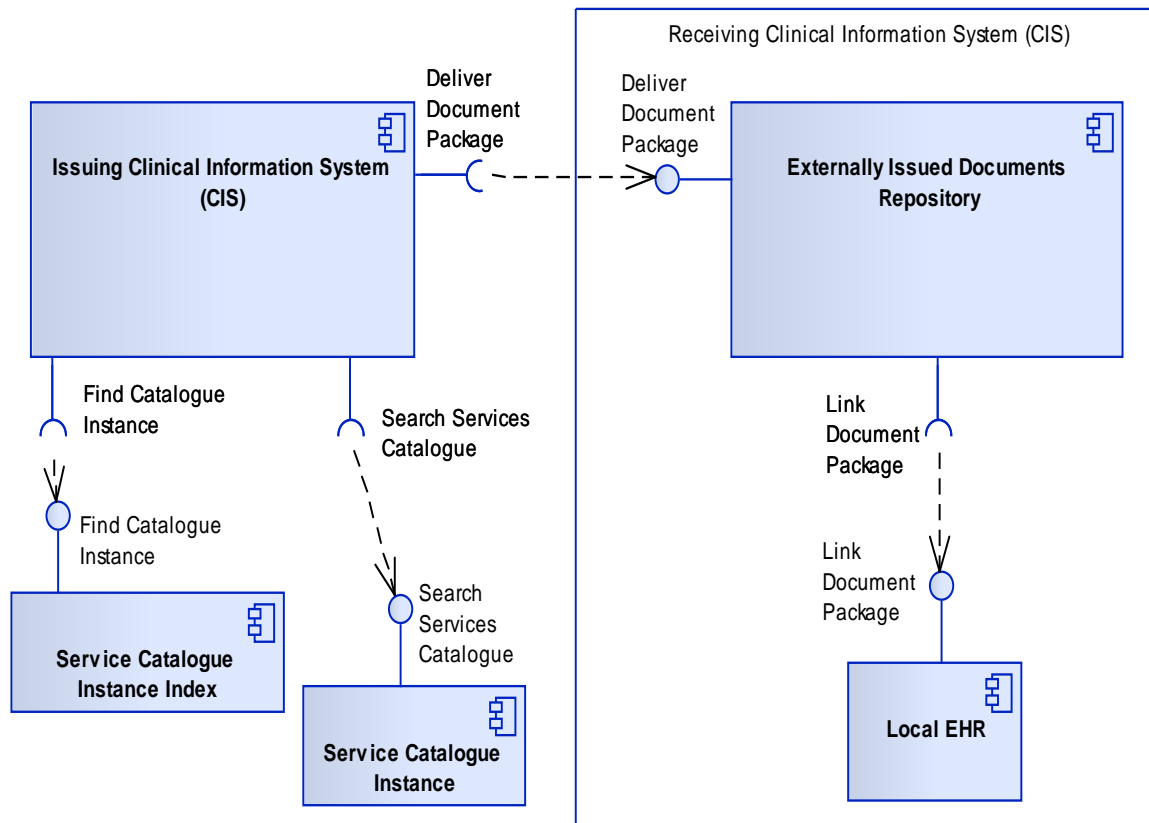 Receiving Clinical Information System (CIS)
Deliver
Document
Package
Deliver
Document
Package
Issuing Clinical Information System
(CIS)
Externally Issued Documents
Repository
Find Catalogue
Instance
Search Services
Catalogue
Link
Document
Package
Find Catalogue
Instance
Search
Services
Catalogue
Link
Document
Package
Service Catalogue
Instance Index
Service Catalogue
Instance
Local EHR